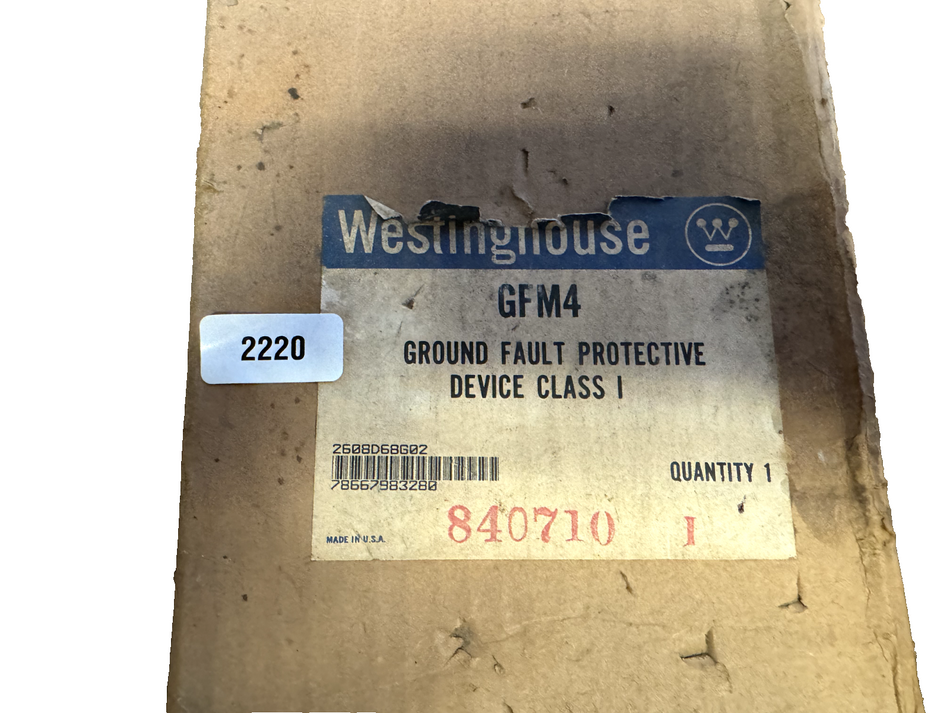 Westinghouse
GFM4
GROUND FAULT PROTECTIVE
DEVICE CLASS I
2220
2608D68G02
78667983280
QUANTITY 1
840710 I
MADE IN U.S.A.